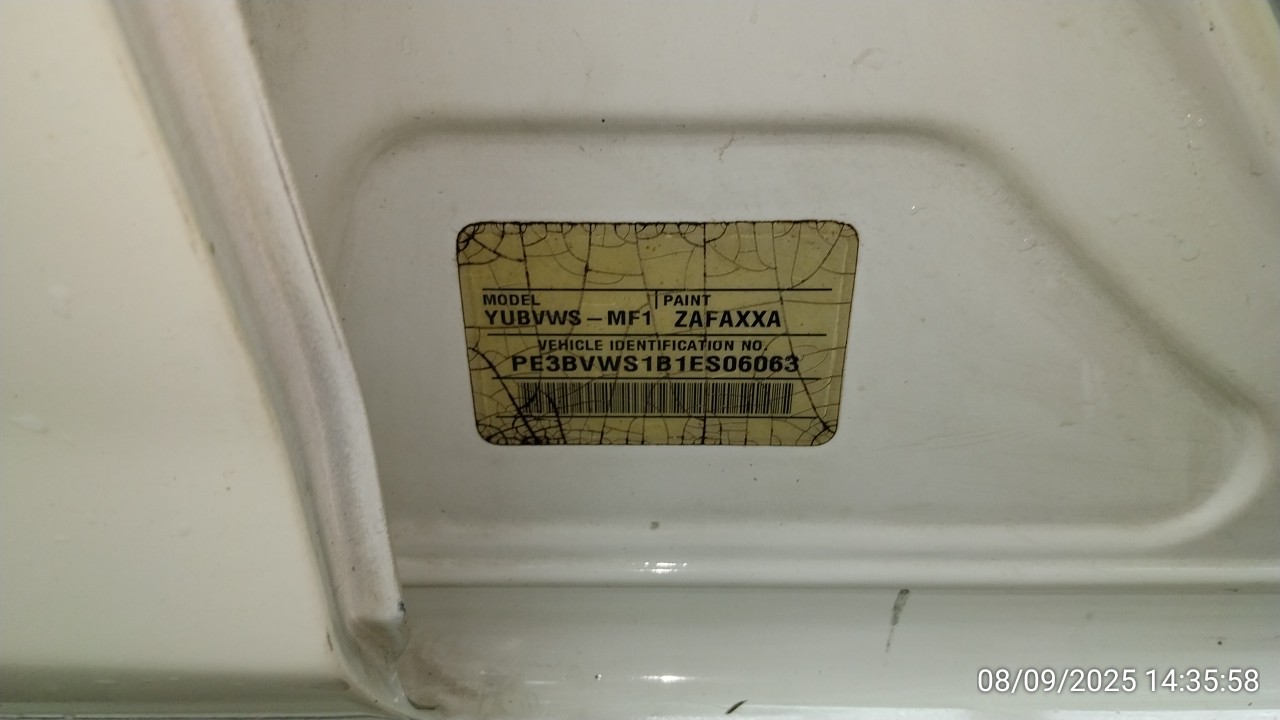 MODEL PAINT
YUBVWS-MF1 ZAFAXXA
VEHICLE IDENTIFICATION NO.
PE3BVWS1B1ES06063
08/09/2025 14:35:58